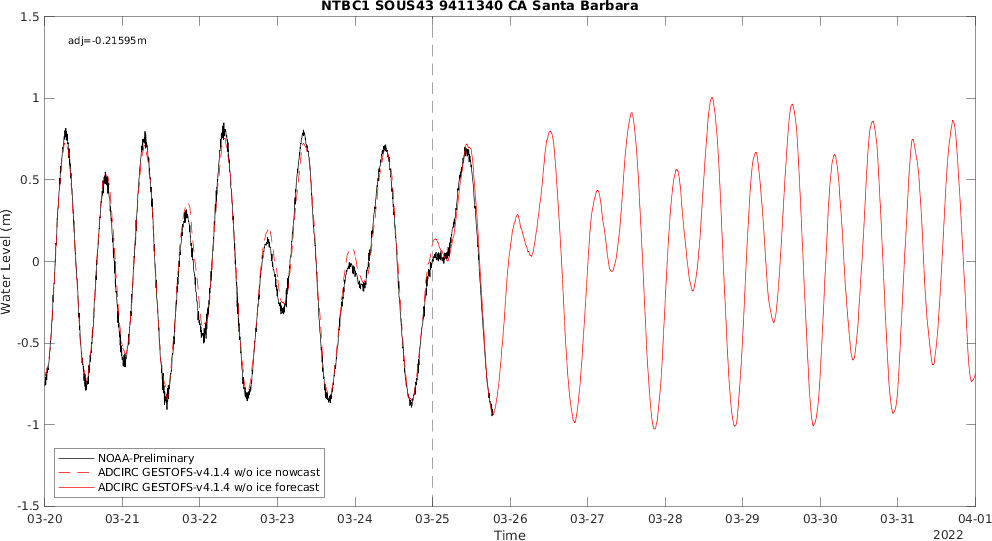 NTBC1 SOUS43 9411340 CA Santa Barbara
adj=-0.21595m
1.5
1
0.5
0
-0.5
-1
-1.5
Water Level (m)
NOAA-Preliminary
ADCIRC GESTOFS-v4.1.4 w/o ice nowcast
ADCIRC GESTOFS-v4.1.4 w/o ice forecast
03-20 03-21 03-22 03-23 03-24 03-25 03-26 03-27 03-28 03-29 03-30 03-31 04-01
Time
2022